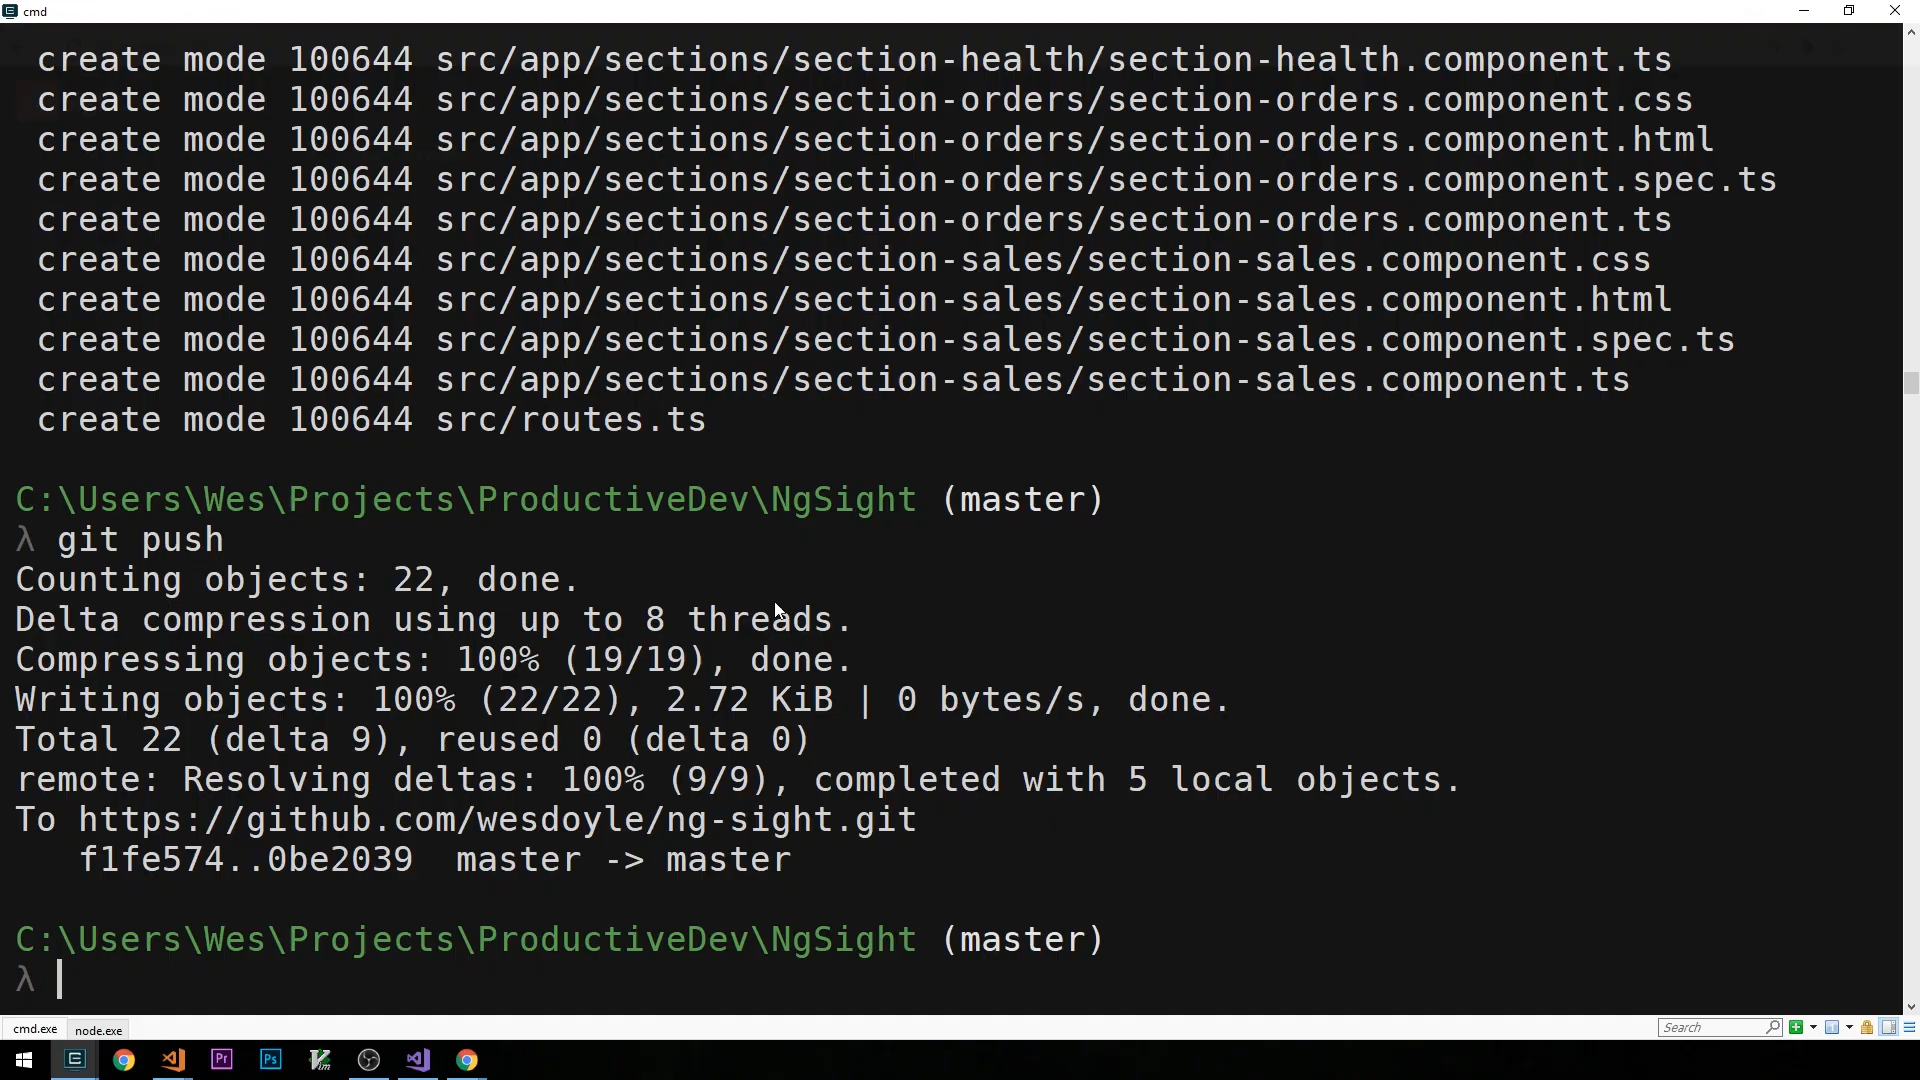 cmd
create mode 100644 src/app/sections/section-health/section-health.component.ts
create mode 100644 src/app/sections/section-orders/section-orders.component.css
create mode 100644 src/app/sections/section-orders/section-orders.component.html
create mode 100644 src/app/sections/section-orders/section-orders.component.spec.ts
create mode 100644 src/app/sections/section-orders/section-orders.component.ts
create mode 100644 src/app/sections/section-sales/section-sales.component.css
create mode 100644 src/app/sections/section-sales/section-sales.component.html
create mode 100644 src/app/sections/section-sales/section-sales.component.spec.ts
create mode 100644 src/app/sections/section-sales/section-sales.component.ts
create mode 100644 src/routes.ts
C:\Users\Wes\Projects\ProductiveDev\NgSight (master)
λ git push
Counting objects: 22, done.
Delta compression using up to 8 threads.
Compressing objects: 100% (19/19), done.
Writing objects: 100% (22/22), 2.72 KiB | 0 bytes/s, done.
Total 22 (delta 9), reused 0 (delta 0)
remote: Resolving deltas: 100% (9/9), completed with 5 local objects.
To https://github.com/wesdoyle/ng-sight.git
f1fe574..0be2039  master -> master
C:\Users\Wes\Projects\ProductiveDev\NgSight (master)
λ
cmd.exe node.exe Search
Pr Ps Vim